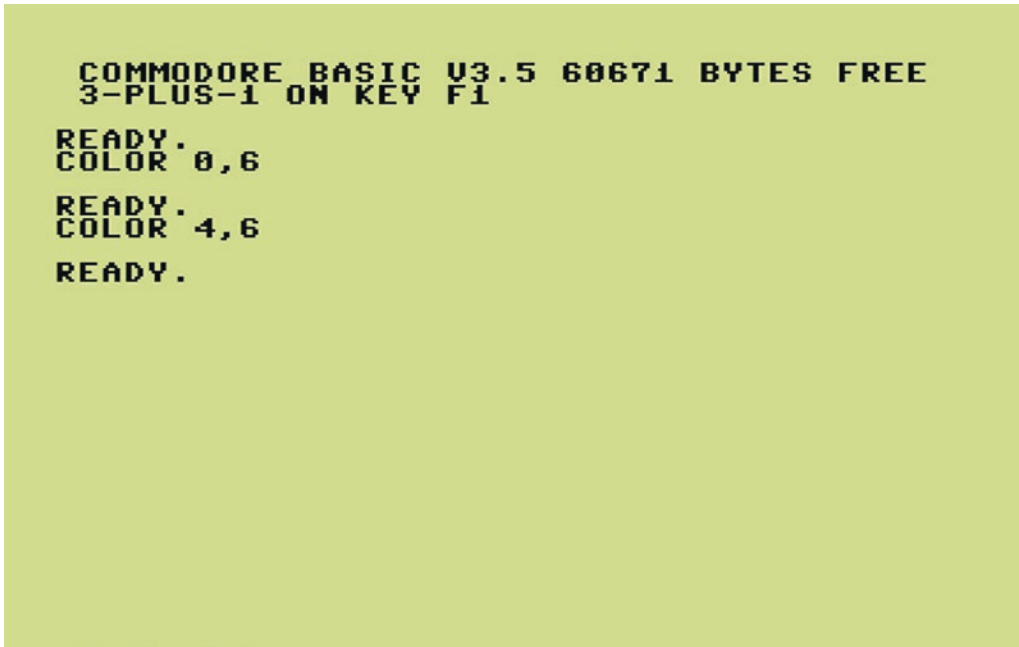 COMMODORE BASIC V3.5 60671 BYTES FREE
3-PLUS-1 ON KEY F1
READY.
COLOR 0,6
READY.
COLOR 4,6
READY.